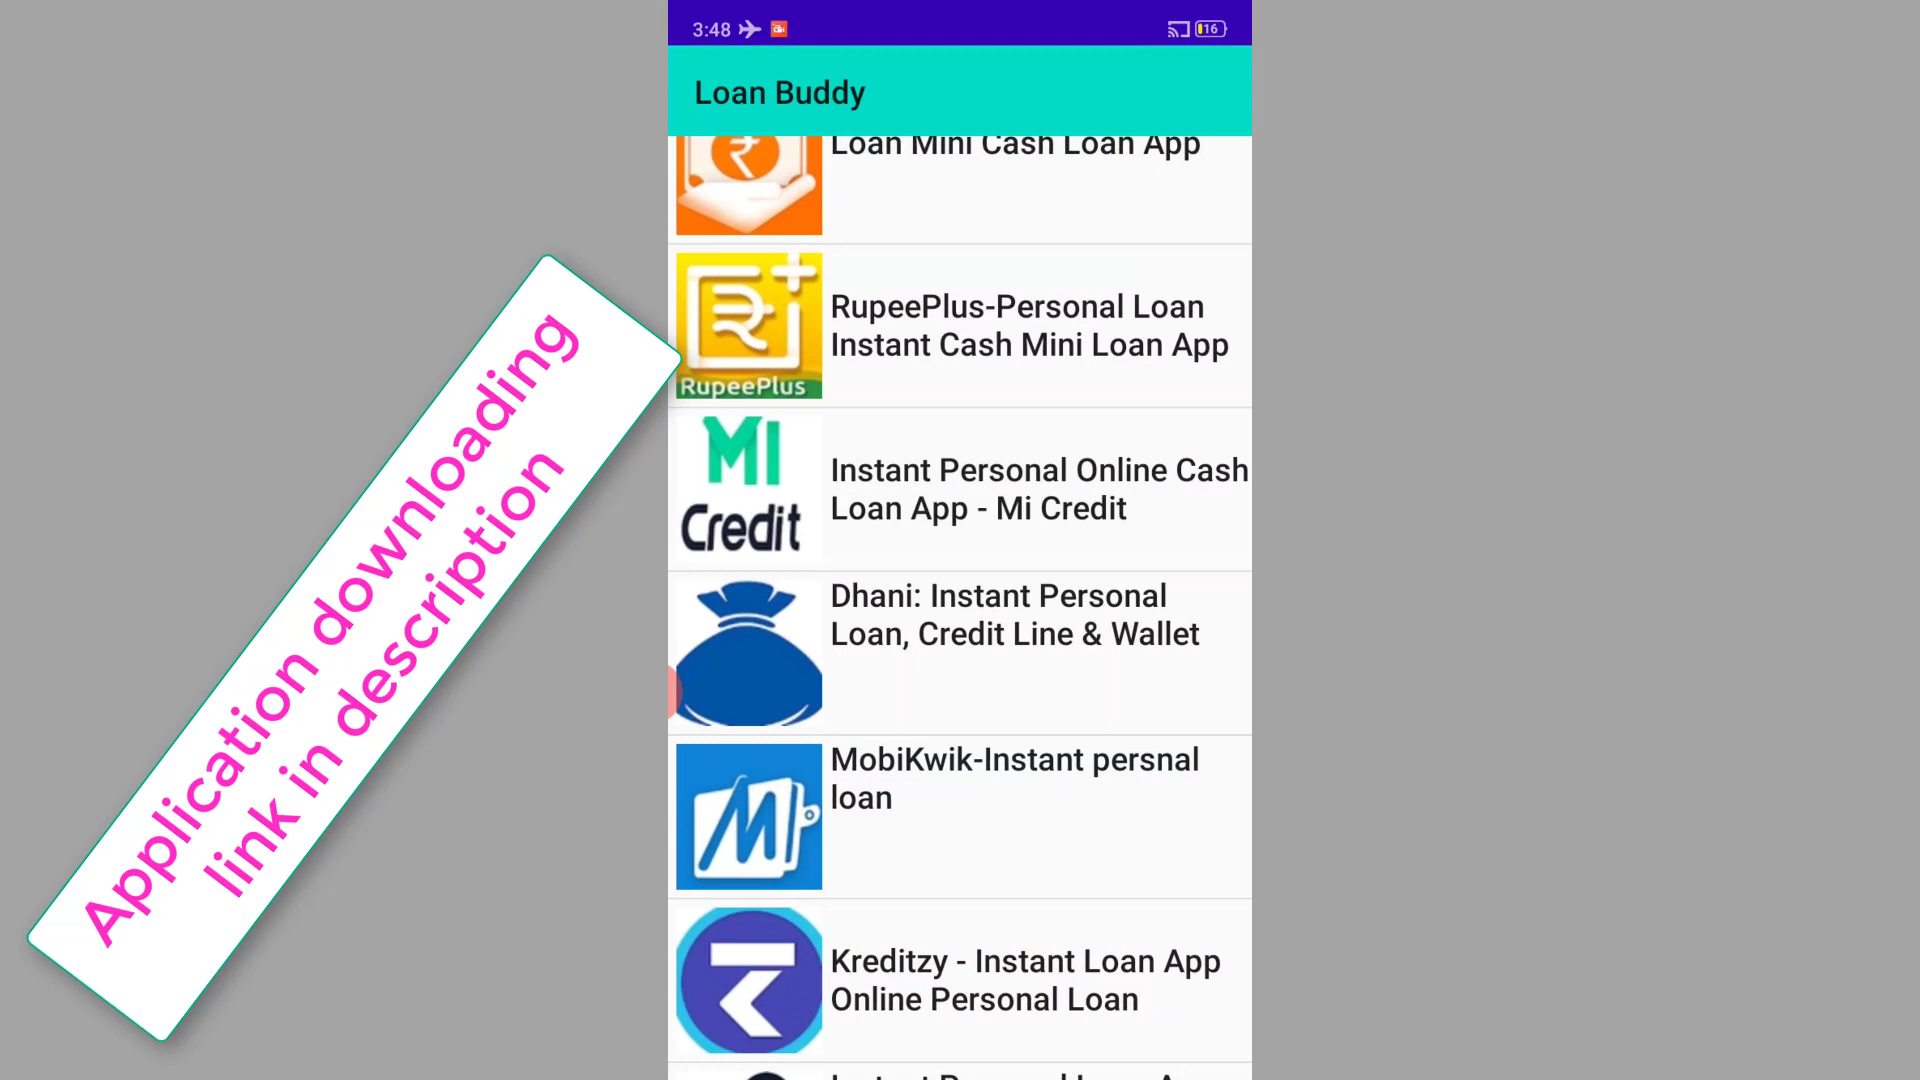 3:48
16
Loan Buddy
Loan Mini Cash Loan App
RupeePlus
RupeePlus-Personal Loan
Instant Cash Mini Loan App
MI
Credit
Instant Personal Online Cash
Loan App - Mi Credit
Dhani: Instant Personal
Loan, Credit Line & Wallet
MobiKwik-Instant persnal
loan
Kreditzy - Instant Loan App
Online Personal Loan
Application downloading
link in description